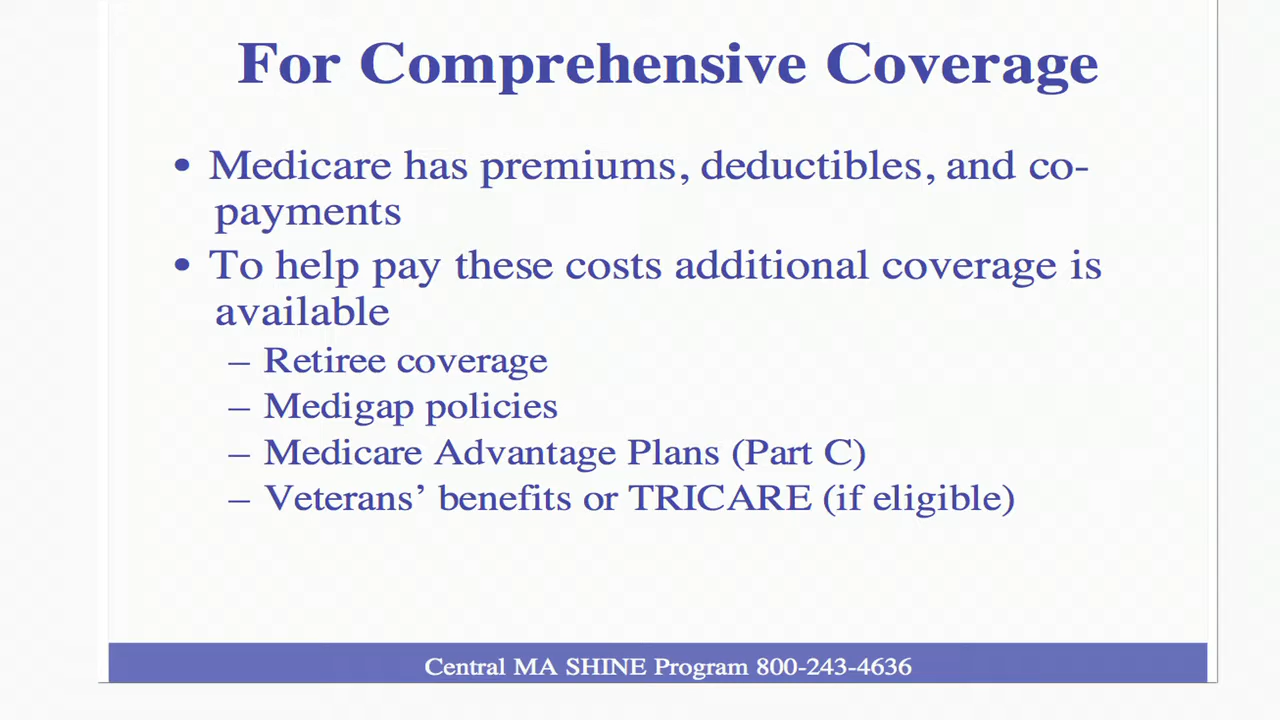 For Comprehensive Coverage
• Medicare has premiums, deductibles, and co-
payments
• To help pay these costs additional coverage is
available
– Retiree coverage
– Medigap policies
– Medicare Advantage Plans (Part C)
– Veterans’ benefits or TRICARE (if eligible)
Central MA SHINE Program 800-243-4636